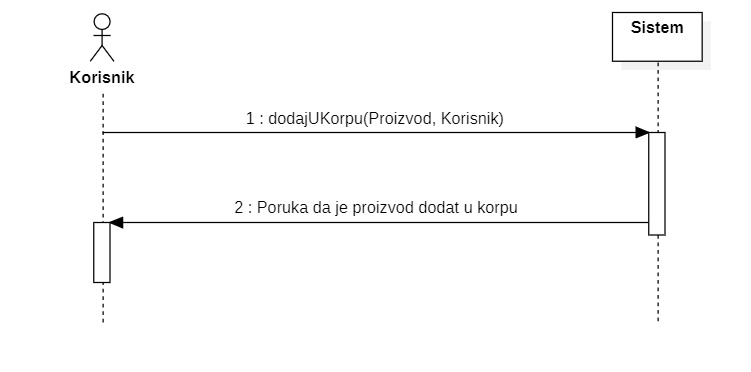 Korisnik
Sistem
1 : dodajUKorpu(Proizvod, Korisnik)
2 : Poruka da je proizvod dodat u korpu